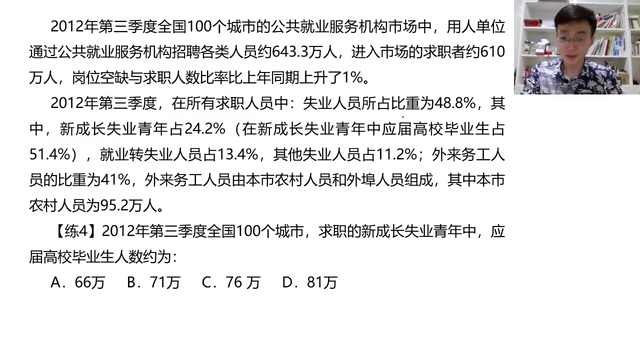 2012年第三季度全国100个城市的公共就业服务机构市场中，用人单位
通过公共就业服务机构招聘各类人员约643.3万人，进入市场的求职者约610
万人，岗位空缺与求职人数比率比上年同期上升了1%。
2012年第三季度，在所有求职人员中：失业人员所占比重为48.8%，其
中，新成长失业青年占24.2%（在新成长失业青年中应届高校毕业生占
51.4%），就业转失业人员占13.4%，其他失业人员占11.2%；外来务工人
员的比重为41%，外来务工人员由本市农村人员和外埠人员组成，其中本市
农村人员为95.2万人。
【练4】2012年第三季度全国100个城市，求职的新成长失业青年中，应
届高校毕业生人数约为：
A．66万 B．71万 C．76 万 D．81万